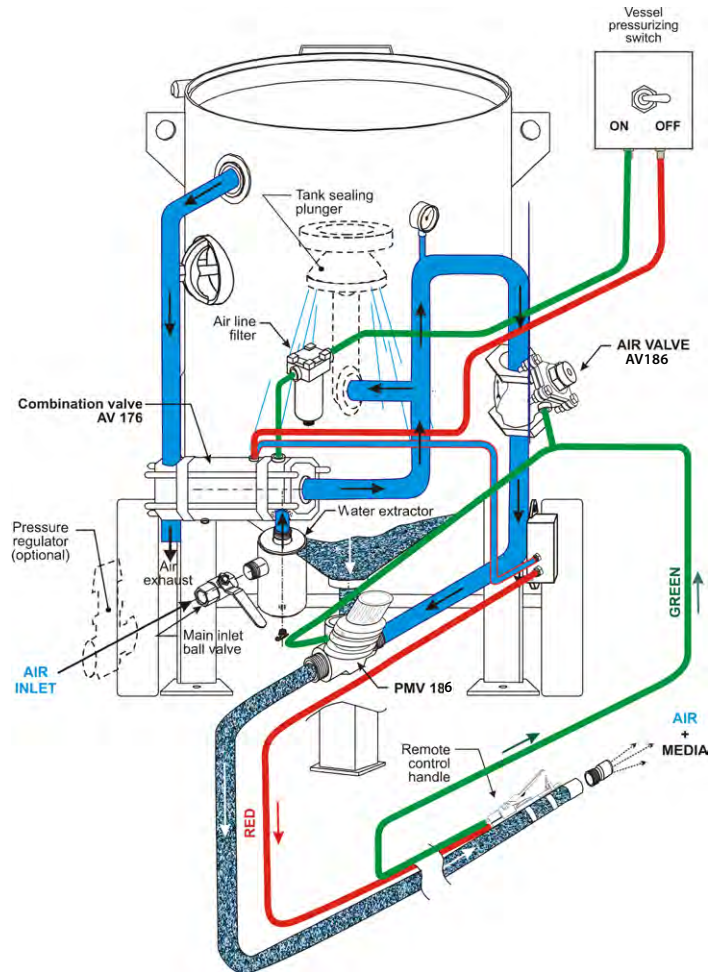 Vessel
pressurizing
switch
ON OFF
Tank sealing
plunger
Air line
filter
AIR VALVE
AV186
Combination valve
AV 176
Water extractor
Pressure
regulator
(optional)
Air
exhaust
Main inlet
ball valve
AIR
INLET
PMV 186
GREEN
RED
Remote
control
handle
AIR
+
MEDIA